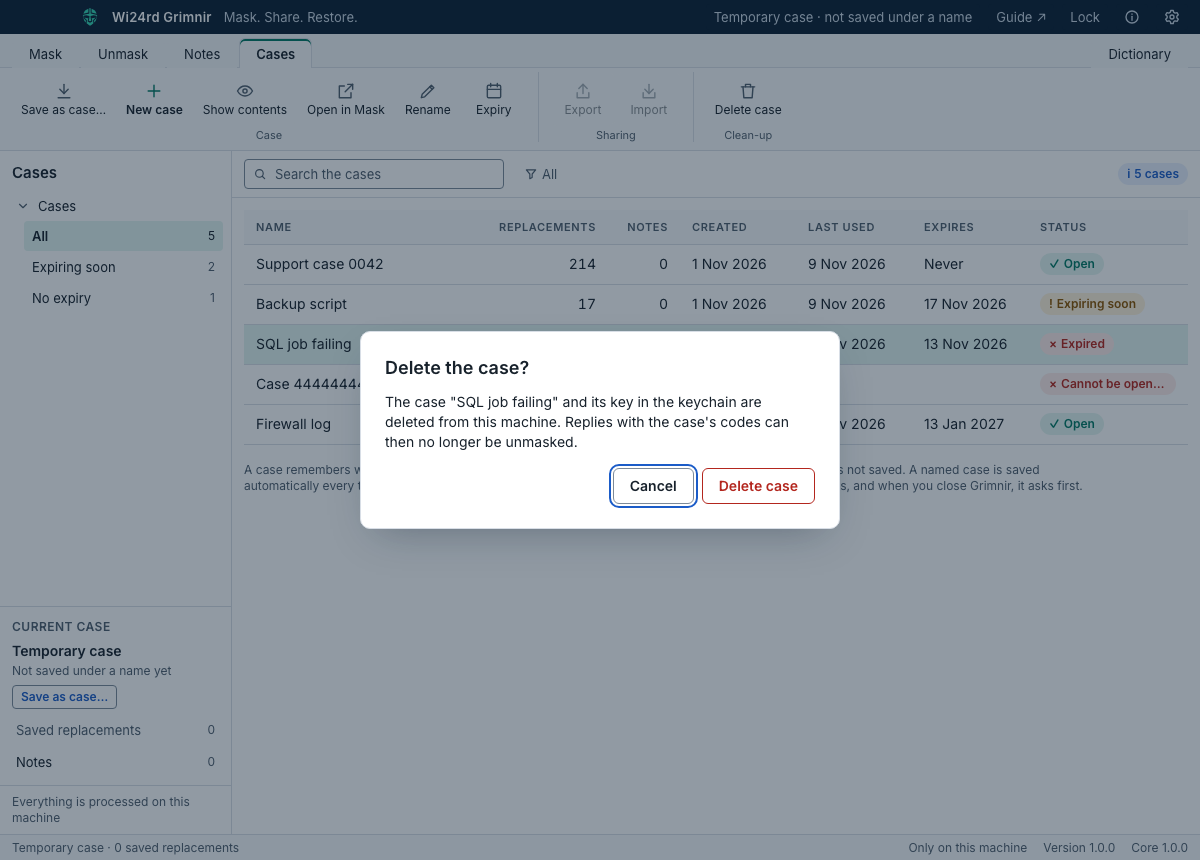 Wi24rd Grimnir Mask. Share. Restore. Temporary case · not saved under a name Guide ↗ Lock
Mask Unmask Notes Cases Dictionary
Save as case... New case Show contents Open in Mask Rename Expiry Export Import Delete case
Case Sharing Clean-up
Cases
Search the cases All i 5 cases
Cases
All 5
Expiring soon 2
No expiry 1
NAME REPLACEMENTS NOTES CREATED LAST USED EXPIRES STATUS
Support case 0042 214 0 1 Nov 2026 9 Nov 2026 Never ✓ Open
Backup script 17 0 1 Nov 2026 9 Nov 2026 17 Nov 2026 ! Expiring soon
SQL job failing v 2026 13 Nov 2026 × Expired
Case 4444444 × Cannot be open...
Firewall log v 2026 13 Jan 2027 ✓ Open
A case remembers s not saved. A named case is saved
automatically every s, and when you close Grimnir, it asks first.
Delete the case?
The case "SQL job failing" and its key in the keychain are
deleted from this machine. Replies with the case's codes can
then no longer be unmasked.
Cancel Delete case
CURRENT CASE
Temporary case
Not saved under a name yet
Save as case...
Saved replacements 0
Notes 0
Everything is processed on this
machine
Temporary case · 0 saved replacements Only on this machine Version 1.0.0 Core 1.0.0